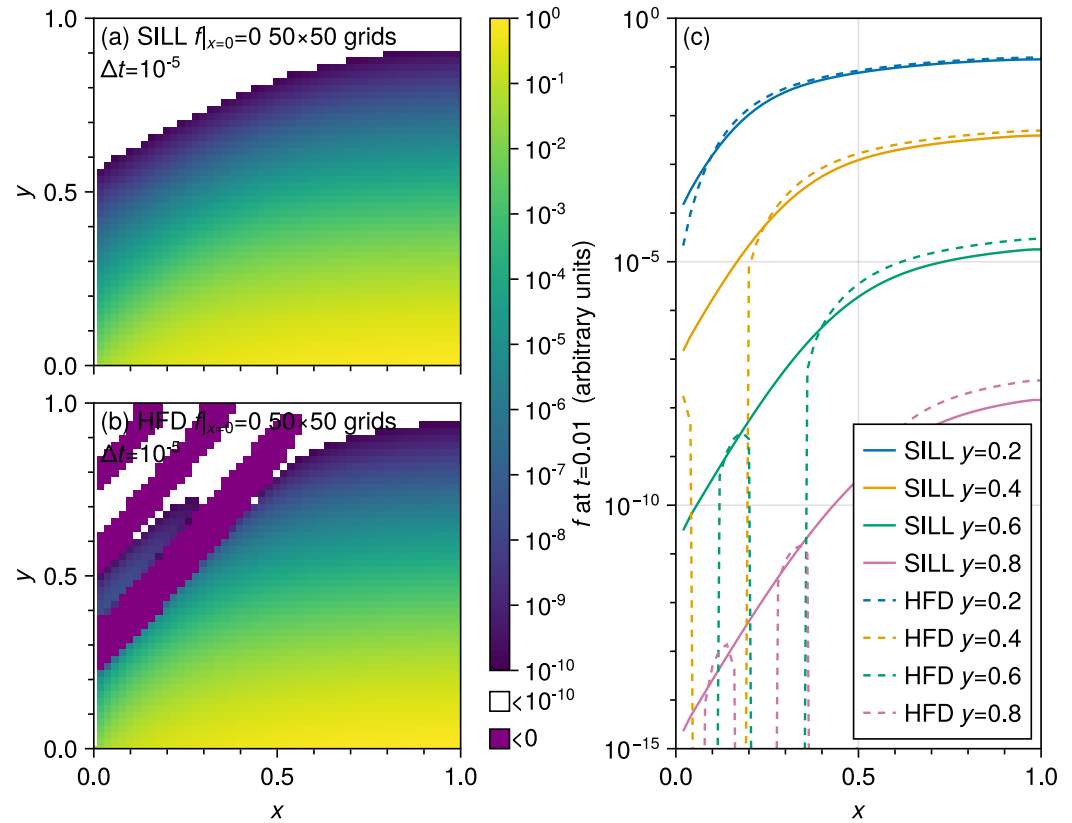 (a) SILL f|ₓ₌₀=0 50×50 grids
Δt=10⁻⁵
1.0
0.5
0.0
y
(b) HFD f|ₓ₌₀=0 50×50 grids
Δt=10⁻⁵
1.0
0.5
0.0
y
0.0 0.5 1.0
x
10⁰
10⁻¹
10⁻²
10⁻³
10⁻⁴
10⁻⁵
10⁻⁶
10⁻⁷
10⁻⁸
10⁻⁹
10⁻¹⁰
<10⁻¹⁰
<0
f at t=0.01 (arbitrary units)
(c)
10⁰
10⁻⁵
10⁻¹⁰
10⁻¹⁵
SILL y=0.2
SILL y=0.4
SILL y=0.6
SILL y=0.8
HFD y=0.2
HFD y=0.4
HFD y=0.6
HFD y=0.8
0.0 0.5 1.0
x